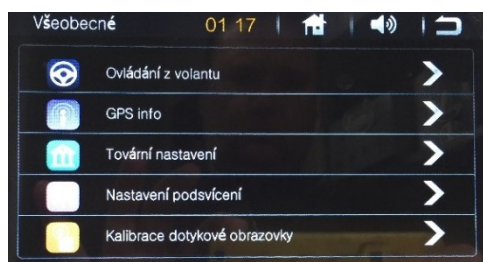 Všeobecné 01 17
Ovládání z volantu
GPS info
Tovární nastavení
Nastavení podsvícení
Kalibrace dotykové obrazovky